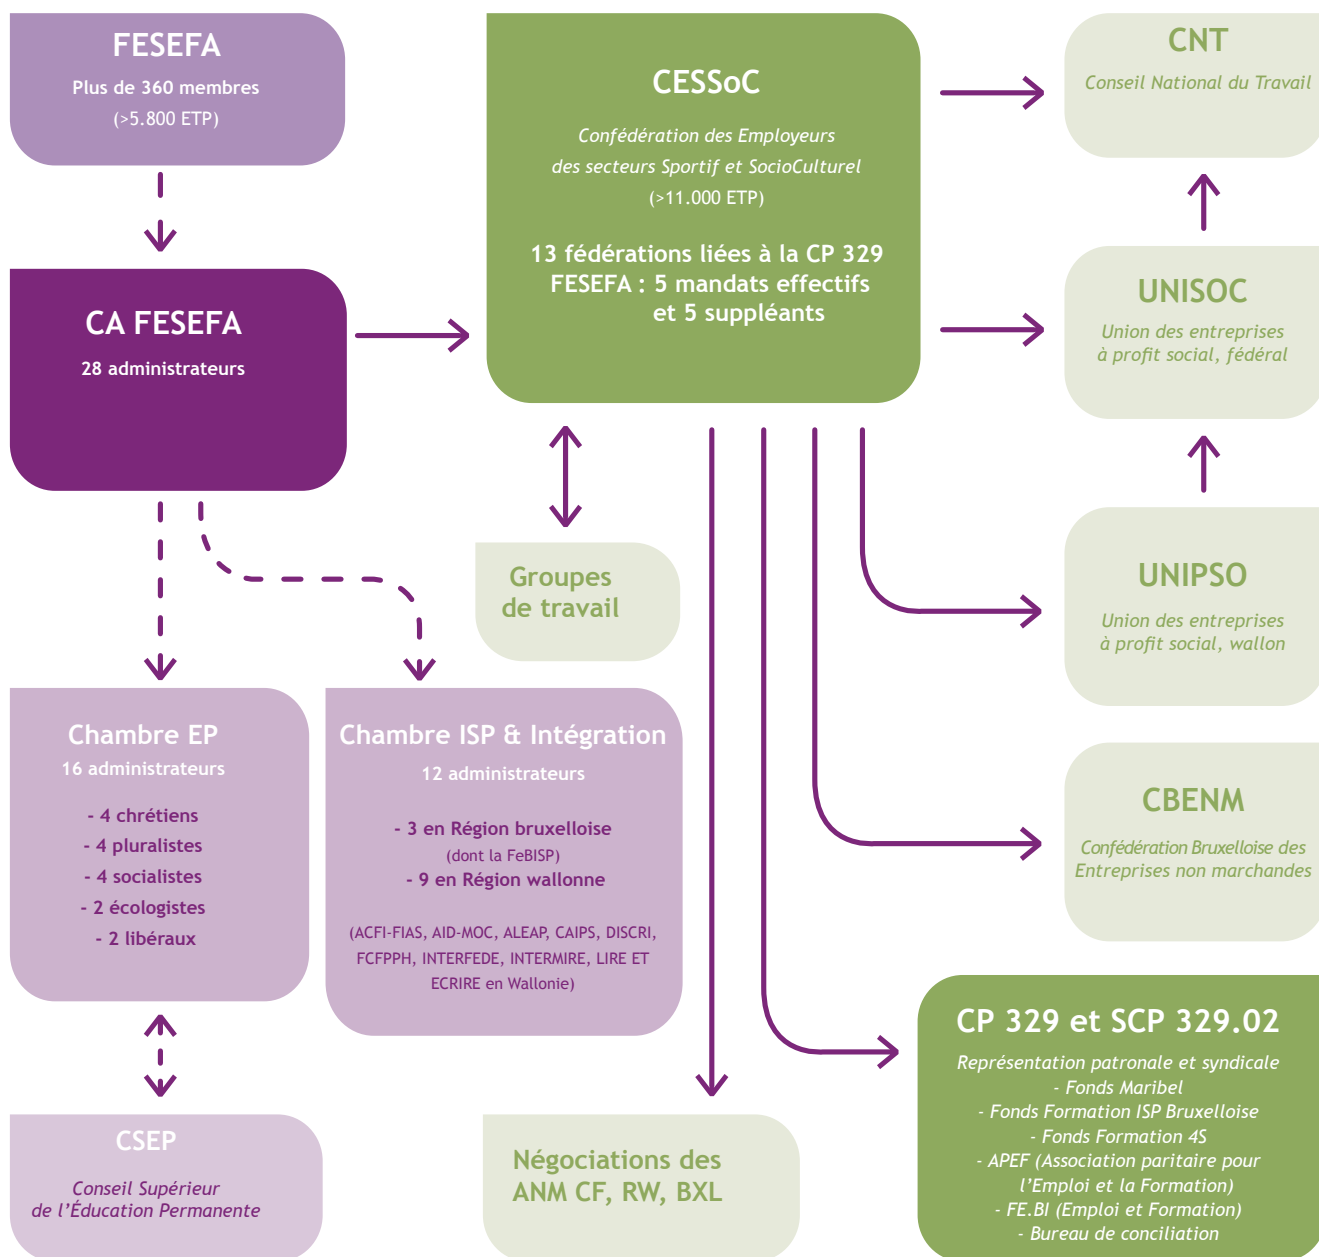 FESEFA
Plus de 360 membres
(>5.800 ETP)
CESSoC
Confédération des Employeurs
des secteurs Sportif et SocioCulturel
(>11.000 ETP)
13 fédérations liées à la CP 329
FESEFA : 5 mandats effectifs
et 5 suppléants
CNT
Conseil National du Travail
CA FESEFA
28 administrateurs
UNISOC
Union des entreprises
à profit social, fédéral
Groupes
de travail
UNIPSO
Union des entreprises
à profit social, wallon
Chambre EP
16 administrateurs
- 4 chrétiens
- 4 pluralistes
- 4 socialistes
- 2 écologistes
- 2 libéraux
Chambre ISP & Intégration
12 administrateurs
- 3 en Région bruxelloise
(dont la FeBISP)
- 9 en Région wallonne
(ACFI-FIAS, AID-MOC, ALEAP, CAIPS, DISCRI,
FCFPPH, INTERFEDE, INTERMIRE, LIRE ET
ECRIRE en Wallonie)
CBENM
Confédération Bruxelloise des
Entreprises non marchandes
CSEP
Conseil Supérieur
de l’Éducation Permanente
Négociations des
ANM CF, RW, BXL
CP 329 et SCP 329.02
Représentation patronale et syndicale
- Fonds Maribel
- Fonds Formation ISP Bruxelloise
- Fonds Formation 4S
- APEF (Association paritaire pour
l’Emploi et la Formation)
- FE.BI (Emploi et Formation)
- Bureau de conciliation